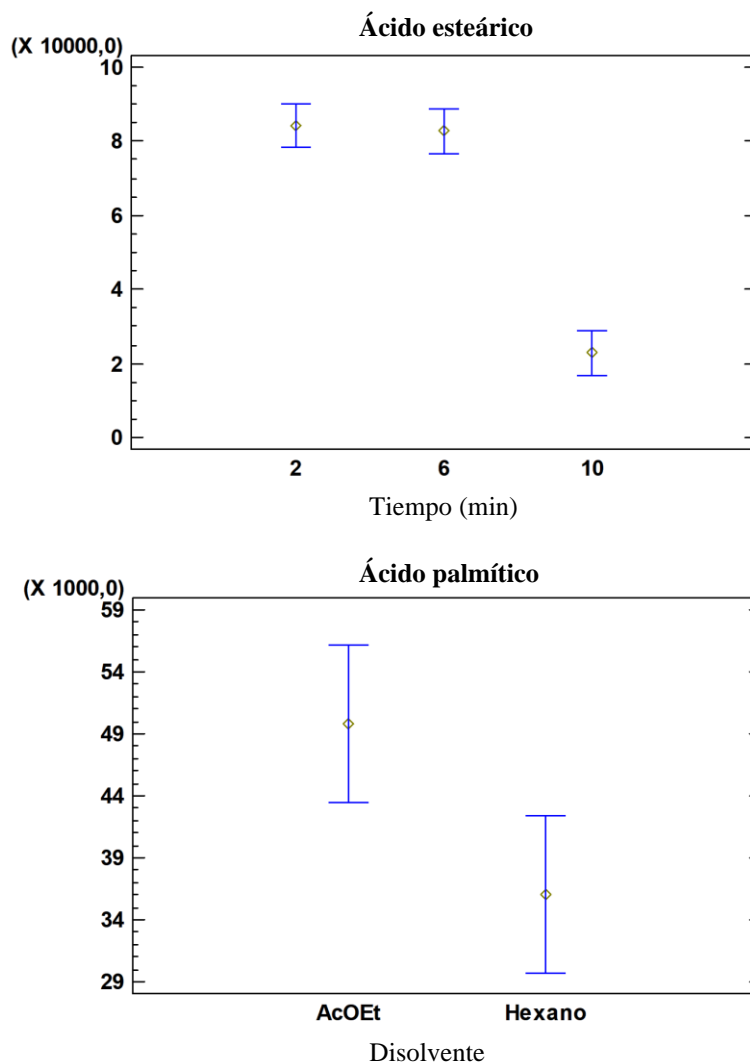 Ácido esteárico
(X 10000,0)
10
8
6
4
2
0
2 6 10
Tiempo (min)
Ácido palmítico
(X 1000,0)
59
54
49
44
39
34
29
AcOEt Hexano
Disolvente